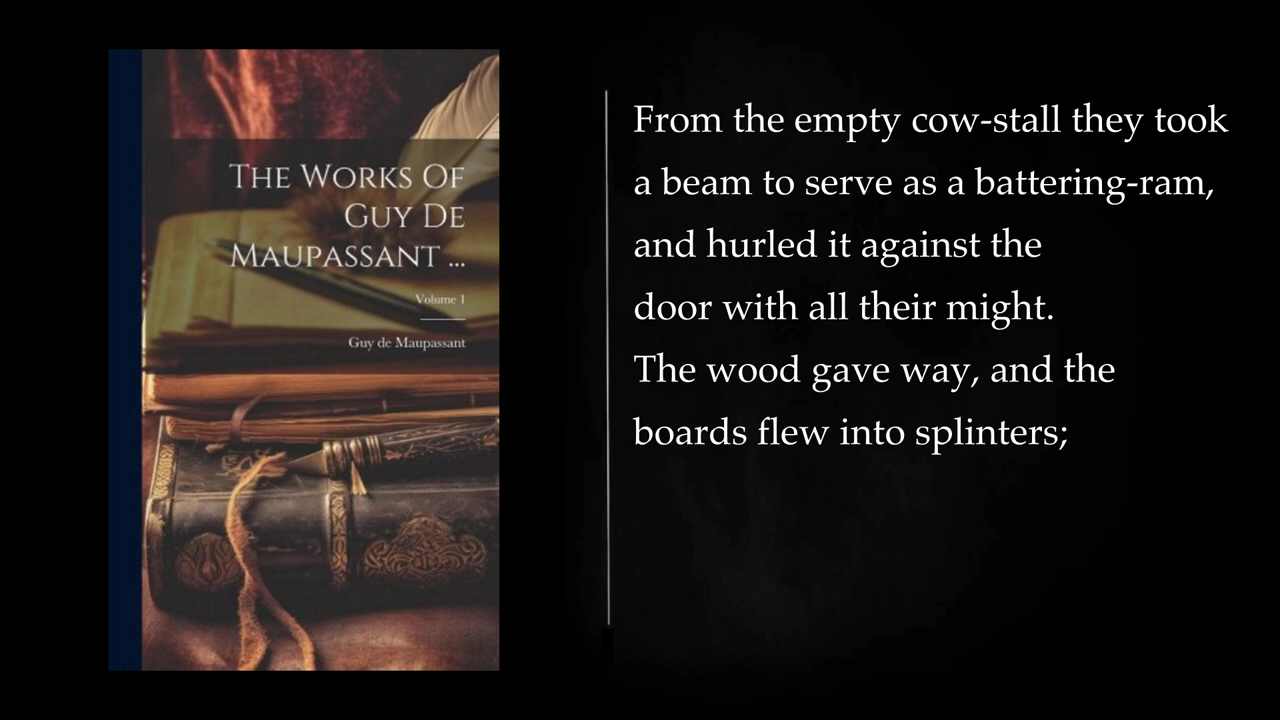 THE WORKS OF
GUY DE
MAUPASSANT ...
Volume 1
Guy de Maupassant
From the empty cow-stall they took
a beam to serve as a battering-ram,
and hurled it against the
door with all their might.
The wood gave way, and the
boards flew into splinters;